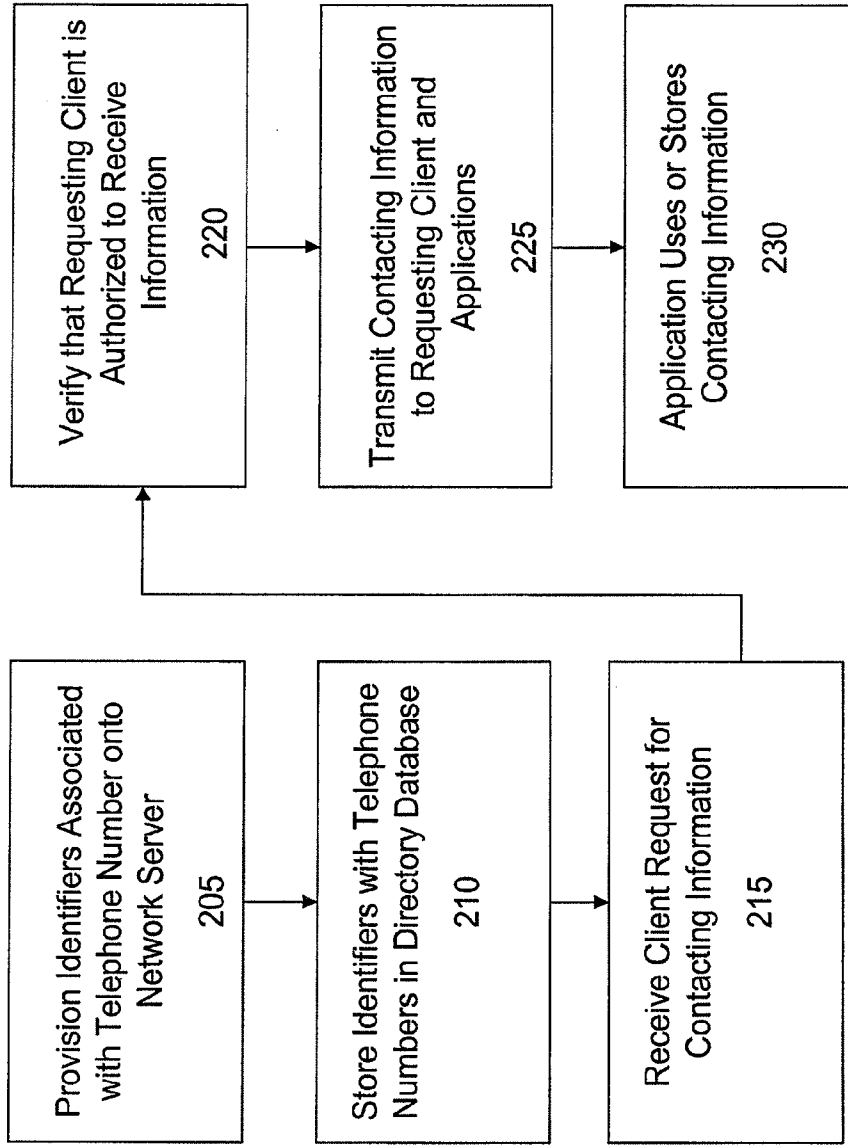 Provision Identifiers Associated
with Telephone Number onto
Network Server
205
Store Identifiers with Telephone
Numbers in Directory Database
210
Receive Client Request for
Contacting Information
215
Verify that Requesting Client is
Authorized to Receive
Information
220
Transmit Contacting Information
to Requesting Client and
Applications
225
Application Uses or Stores
Contacting Information
230